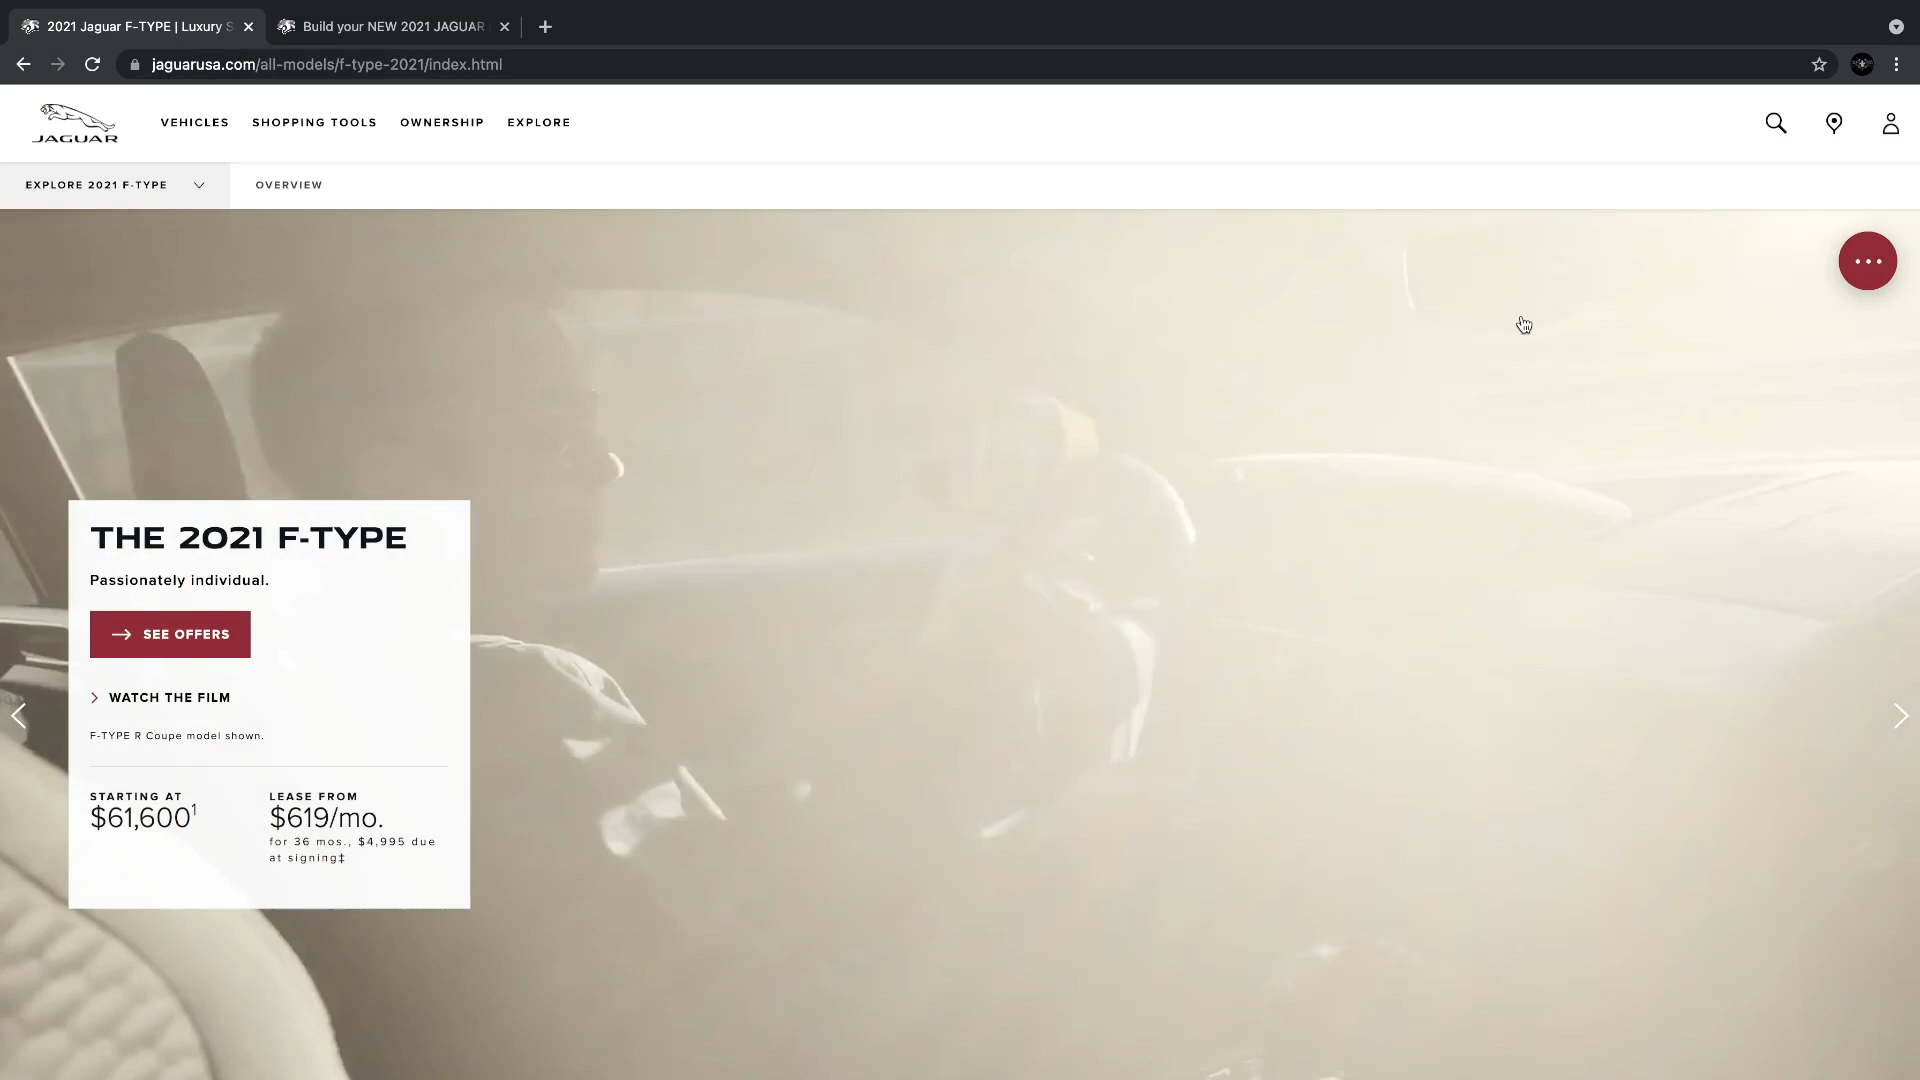 2021 Jaguar F-TYPE | Luxury S
Build your NEW 2021 JAGUAR
jaguarusa.com/all-models/f-type-2021/index.html
JAGUAR
VEHICLES
SHOPPING TOOLS
OWNERSHIP
EXPLORE
EXPLORE 2021 F-TYPE
OVERVIEW
THE 2021 F-TYPE
Passionately individual.
SEE OFFERS
WATCH THE FILM
F-TYPE R Coupe model shown.
STARTING AT
$61,600¹
LEASE FROM
$619/mo.
for 36 mos., $4,995 due
at signing‡